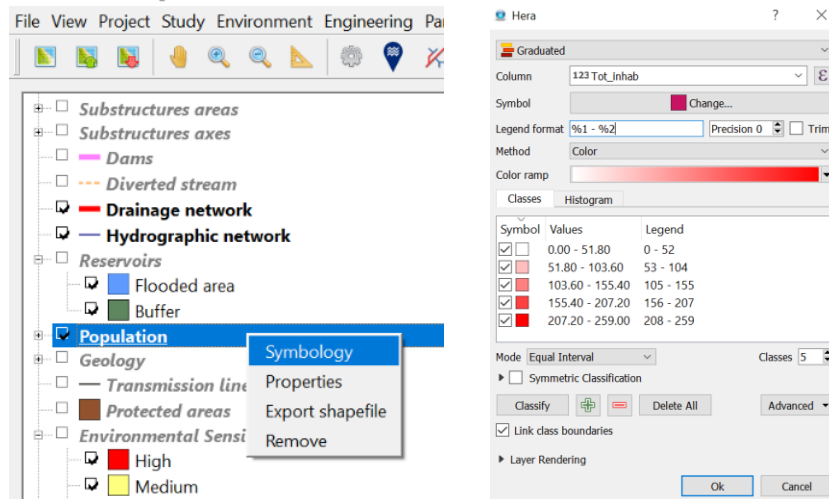 File View Project Study Environment Engineering Pa
Substructures areas
Substructures axes
Dams
Diverted stream
Drainage network
Hydrographic network
Reservoirs
Flooded area
Buffer
Population
Geology
Transmission line
Protected areas
Environmental Sensi
High
Medium
Symbology
Properties
Export shapefile
Remove
Hera ?
Graduated
Column 123 Tot_inhab ε
Symbol Change...
Legend format %1 - %2 Precision 0 Trim
Method Color
Color ramp
Classes Histogram
Symbol Values Legend
0.00 - 51.80 0 - 52
51.80 - 103.60 53 - 104
103.60 - 155.40 105 - 155
155.40 - 207.20 156 - 207
207.20 - 259.00 208 - 259
Mode Equal Interval Classes 5
Symmetric Classification
Classify Delete All Advanced
Link class boundaries
Layer Rendering
Ok Cancel